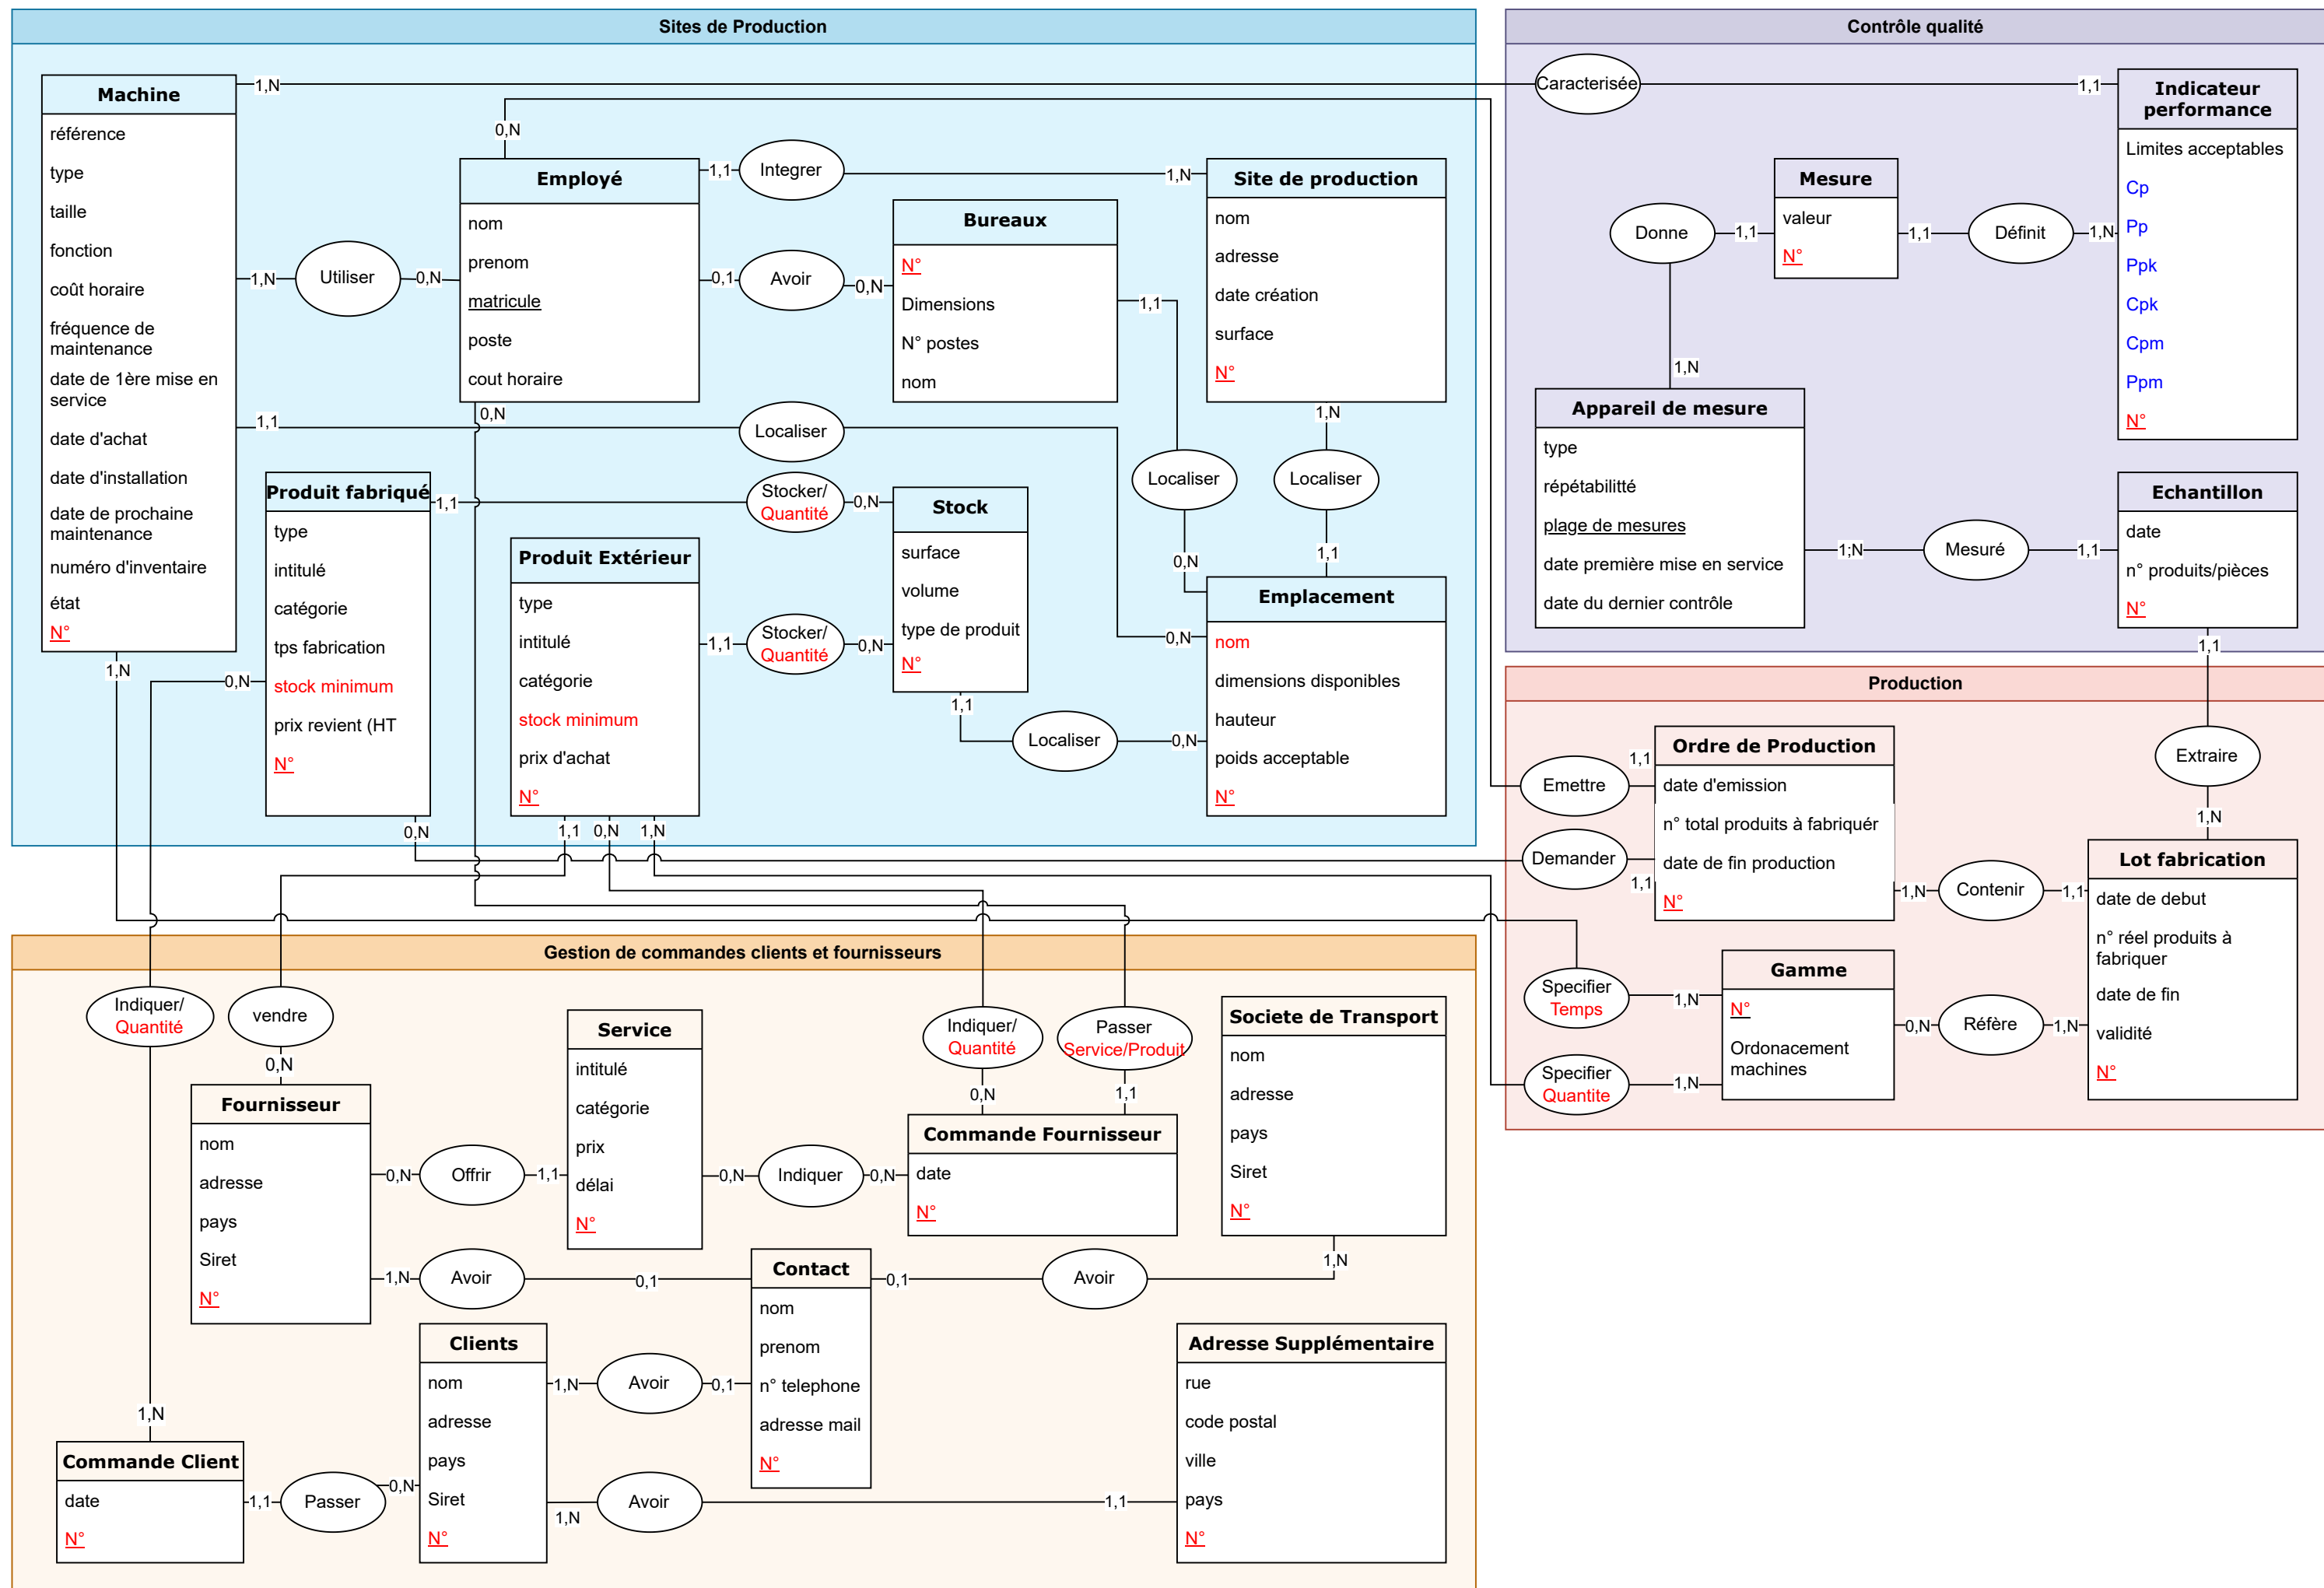 Sites de Production
Machine
référence
type
taille
fonction
coût horaire
fréquence de
maintenance
date de 1ère mise en
service
date d'achat
date d'installation
date de prochaine
maintenance
numéro d'inventaire
état
N°
1,N
1,N
1,1
1,N
Utiliser
0,N
0,N
Employé
nom
prenom
matricule
poste
cout horaire
0,N
1,1
Integrer
1,N
0,1
Avoir
0,N
Bureaux
N°
Dimensions
N° postes
nom
1,1
Site de production
nom
adresse
date création
surface
N°
1,N
Localiser
Localiser
Localiser
0,N
1,1
Produit fabriqué
type
intitulé
catégorie
tps fabrication
stock minimum
prix revient (HT
N°
1,1
Stocker/
Quantité
0,N
0,N
0,N
Produit Extérieur
type
intitulé
catégorie
stock minimum
prix d'achat
N°
1,1
Stocker/
Quantité
0,N
1,1
0,N
1,N
Stock
surface
volume
type de produit
N°
1,1
Localiser
0,N
0,N
Emplacement
nom
dimensions disponibles
hauteur
poids acceptable
N°
Contrôle qualité
Caracterisée
1,1
Indicateur
performance
Limites acceptables
Cp
Pp
Ppk
Cpk
Cpm
Ppm
N°
Donne
1,1
Mesure
valeur
N°
1,1
Définit
1,N
1,N
Appareil de mesure
type
répétabilitté
plage de mesures
date première mise en service
date du dernier contrôle
1;N
Mesuré
1,1
Echantillon
date
n° produits/pièces
N°
1,1
Production
Extraire
1,N
Emettre
1,1
Demander
1,1
Ordre de Production
date d'emission
n° total produits à fabriquér
date de fin production
N°
1,N
Contenir
1,1
Lot fabrication
date de debut
n° réel produits à
fabriquer
date de fin
validité
N°
Specifier
Temps
1,N
Specifier
Quantite
1,N
Gamme
N°
Ordonacement
machines
0,N
Réfère
1,N
Gestion de commandes clients et fournisseurs
Indiquer/
Quantité
1,N
vendre
0,N
Fournisseur
nom
adresse
pays
Siret
N°
0,N
Offrir
1,1
Service
intitulé
catégorie
prix
délai
N°
0,N
Indiquer
0,N
Indiquer/
Quantité
0,N
Passer
Service/Produit
1,1
Commande Fournisseur
date
N°
Societe de Transport
nom
adresse
pays
Siret
N°
1,N
1,N
Avoir
0,1
Contact
nom
prenom
n° telephone
adresse mail
N°
0,1
Avoir
Commande Client
date
N°
1,1
Passer
0,N
Clients
nom
adresse
pays
Siret
N°
1,N
Avoir
0,1
1,N
Avoir
1,1
Adresse Supplémentaire
rue
code postal
ville
pays
N°